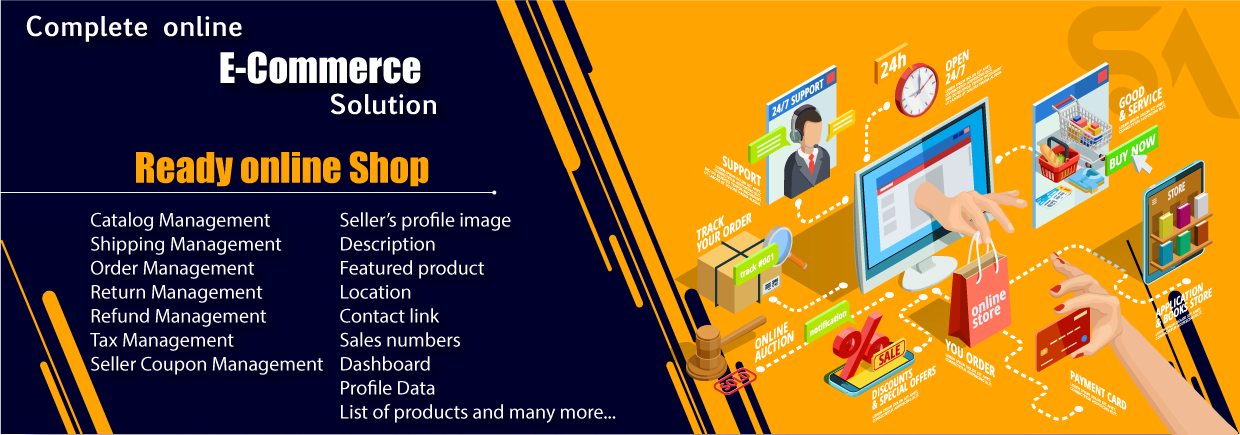 Complete online
E-Commerce
Solution
Ready online Shop
Catalog Management
Shipping Management
Order Management
Return Management
Refund Management
Tax Management
Seller Coupon Management
Seller's profile image
Description
Featured product
Location
Contact link
Sales numbers
Dashboard
Profile Data
List of products and many more...
24h
OPEN
24/7
24/7 SUPPORT
SUPPORT
GOOD
& SERVICE
BUY NOW
STORE
TRACK
YOUR ORDER
track #001
APPLICATION
& BOOKS STORE
online
store
notification
ONLINE
AUCTION
SALE
SOLD
YOU ORDER
DISCOUNTS
& SPECIAL OFFERS
PAYMENT CARD
SA